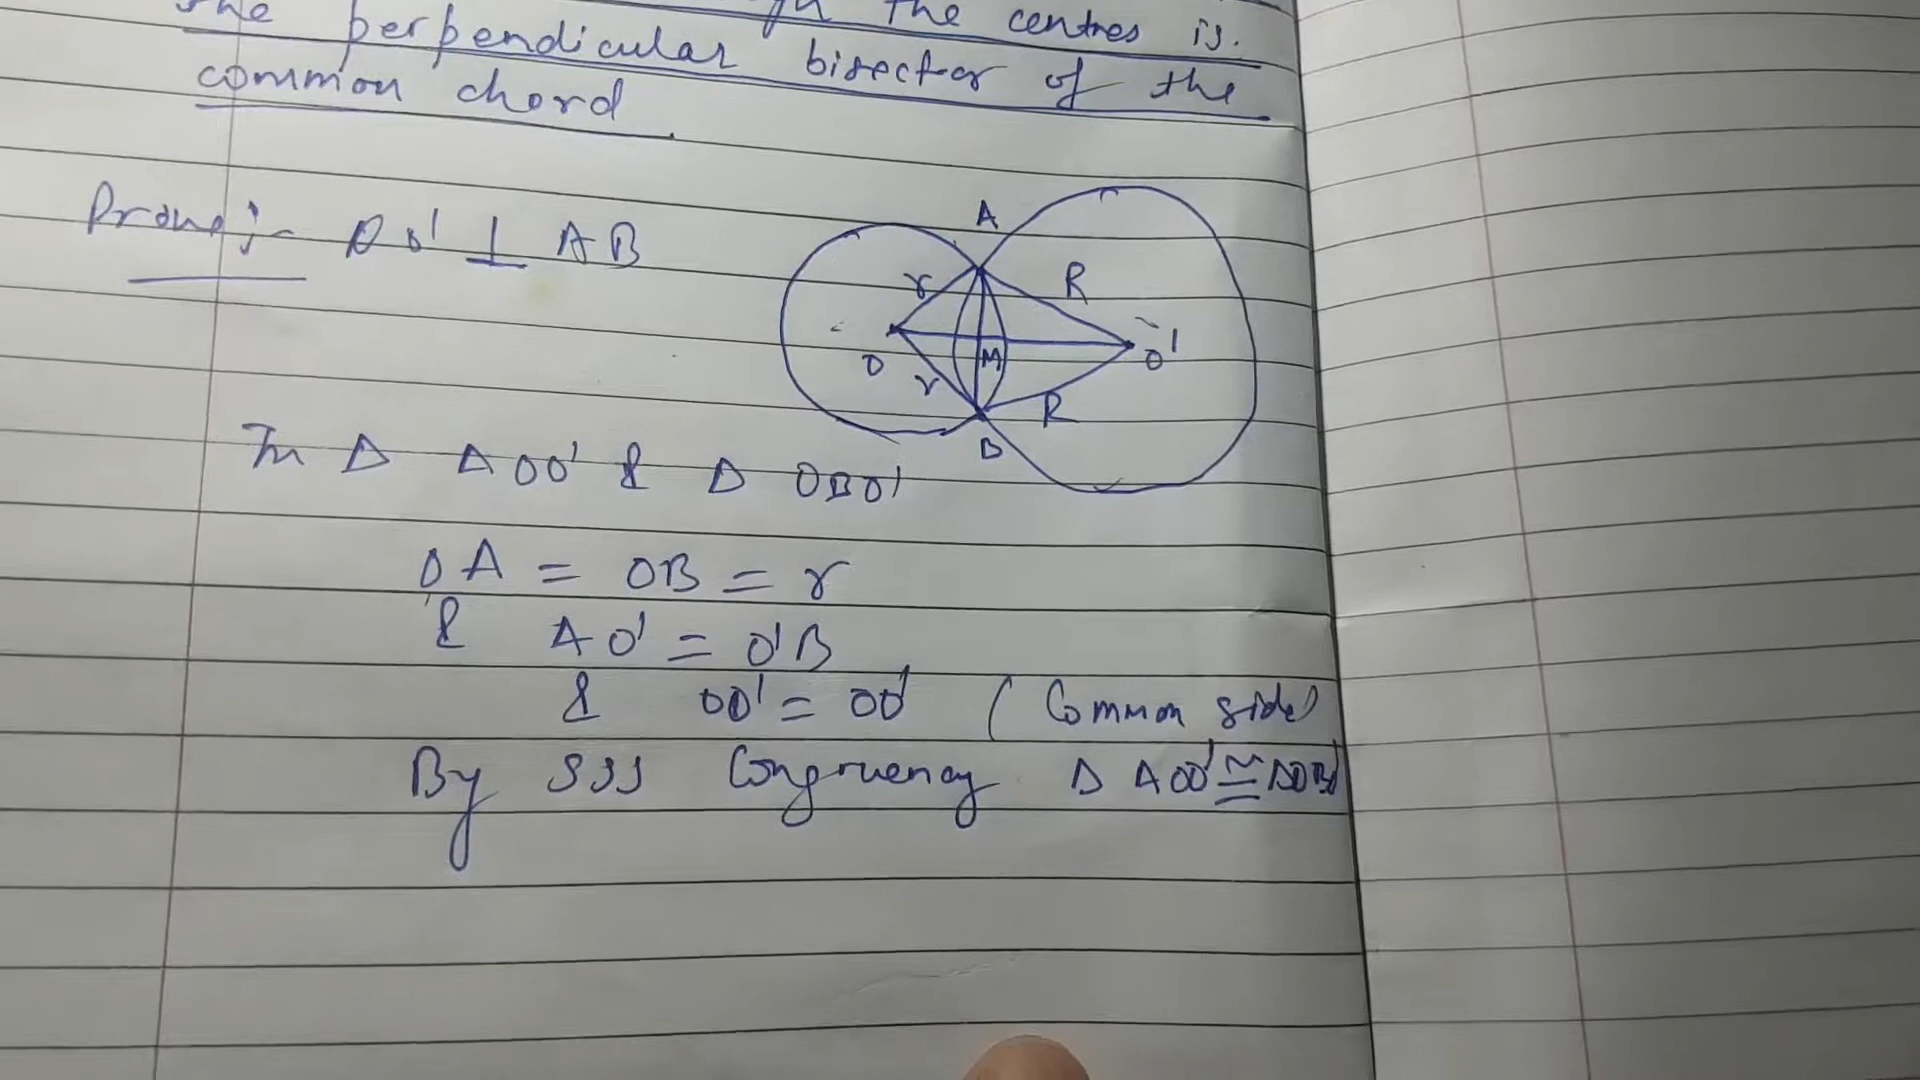 the centres is.
the perpendicular bisector of the
common chord
Prove :- OO' ⊥ AB
A
r
R
O
M
O'
r
R
B
In Δ AOO' & Δ OBO'
OA = OB = r
& AO' = O'B
& OO' = OO' (Common side)
By SSS Congruency Δ AOO' ≅ ΔOBO'